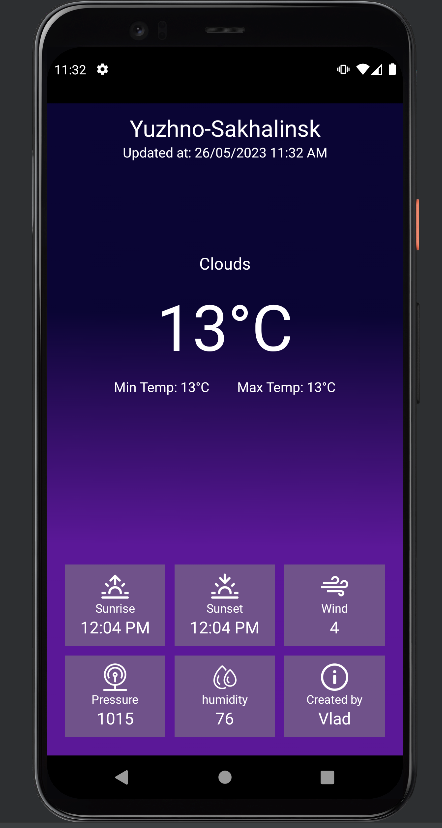 11:32
Yuzhno-Sakhalinsk
Updated at: 26/05/2023 11:32 AM
Clouds
13°C
Min Temp: 13°C Max Temp: 13°C
Sunrise
12:04 PM
Sunset
12:04 PM
Wind
4
Pressure
1015
humidity
76
Created by
Vlad